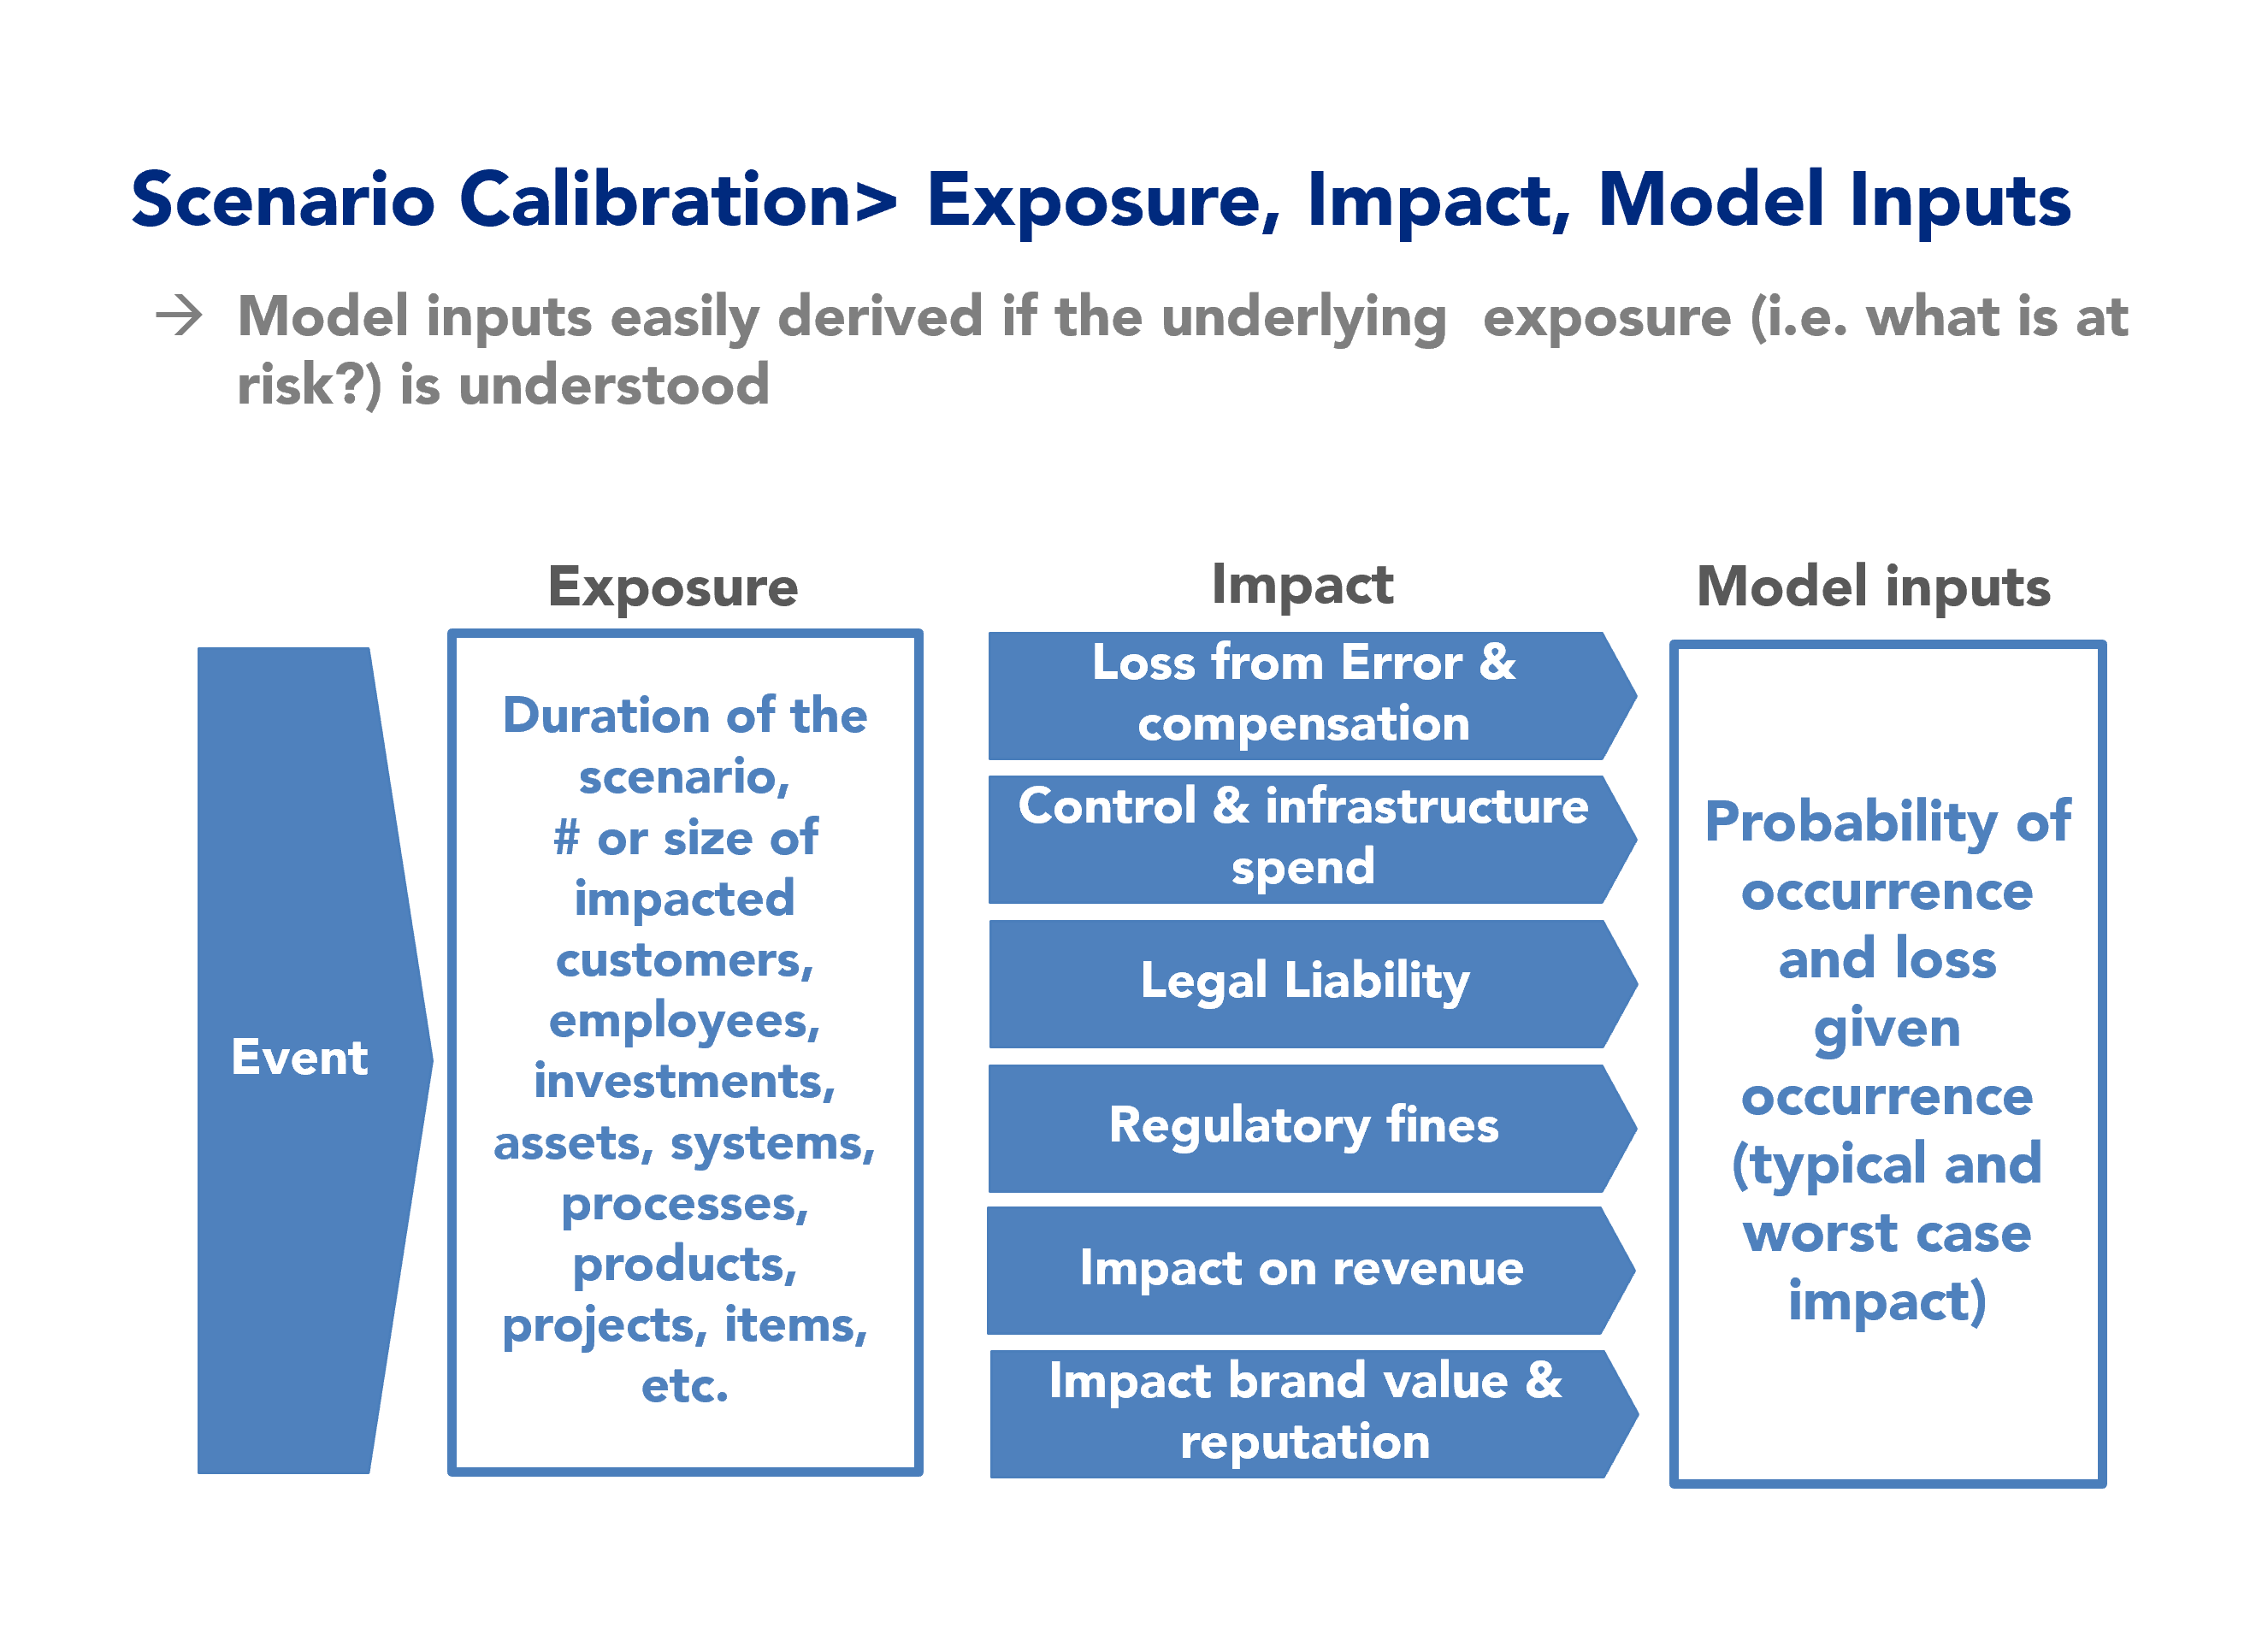 Scenario Calibration> Exposure, Impact, Model Inputs
→ Model inputs easily derived if the underlying exposure (i.e. what is at
risk?) is understood
Event
Exposure
Duration of the
scenario,
# or size of
impacted
customers,
employees,
investments,
assets, systems,
processes,
products,
projects, items,
etc.
Impact
Loss from Error &
compensation
Control & infrastructure
spend
Legal Liability
Regulatory fines
Impact on revenue
Impact brand value &
reputation
Model inputs
Probability of
occurrence
and loss
given
occurrence
(typical and
worst case
impact)